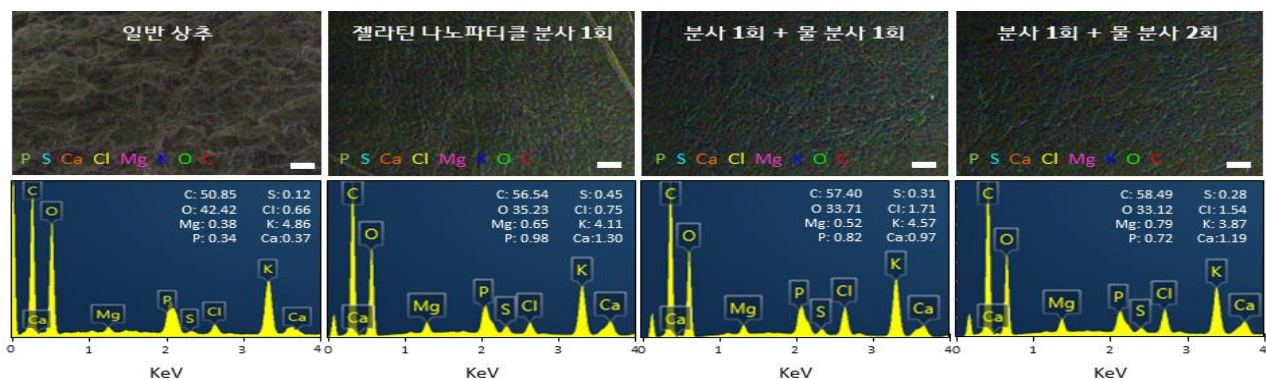 일반 상추
P S Ca Cl Mg K O C
젤라틴 나노파티클 분사 1회
P S Ca Cl Mg K O C
분사 1회 + 물 분사 1회
P S Ca Cl Mg K O C
분사 1회 + 물 분사 2회
P S Ca Cl Mg K O C
C: 50.85 S: 0.12
O: 42.42 Cl: 0.66
Mg: 0.38 K: 4.86
P: 0.34 Ca:0.37
C
O
Ca
Mg
P
S
Cl
K
Ca
0 1 2 3 4
KeV
C: 56.54 S: 0.45
O 35.23 Cl: 0.75
Mg: 0.65 K: 4.11
P: 0.98 Ca:1.30
C
O
Ca
Mg
P
S
Cl
K
Ca
0 1 2 3 4
KeV
C: 57.40 S: 0.31
O 33.71 Cl: 1.71
Mg: 0.52 K: 4.57
P: 0.82 Ca:0.97
C
O
Ca
Mg
P
S
Cl
K
Ca
0 1 2 3 4
KeV
C: 58.49 S: 0.28
O 33.12 Cl: 1.54
Mg: 0.79 K: 3.87
P: 0.72 Ca:1.19
C
O
Ca
Mg
P
S
Cl
K
Ca
0 1 2 3 4
KeV